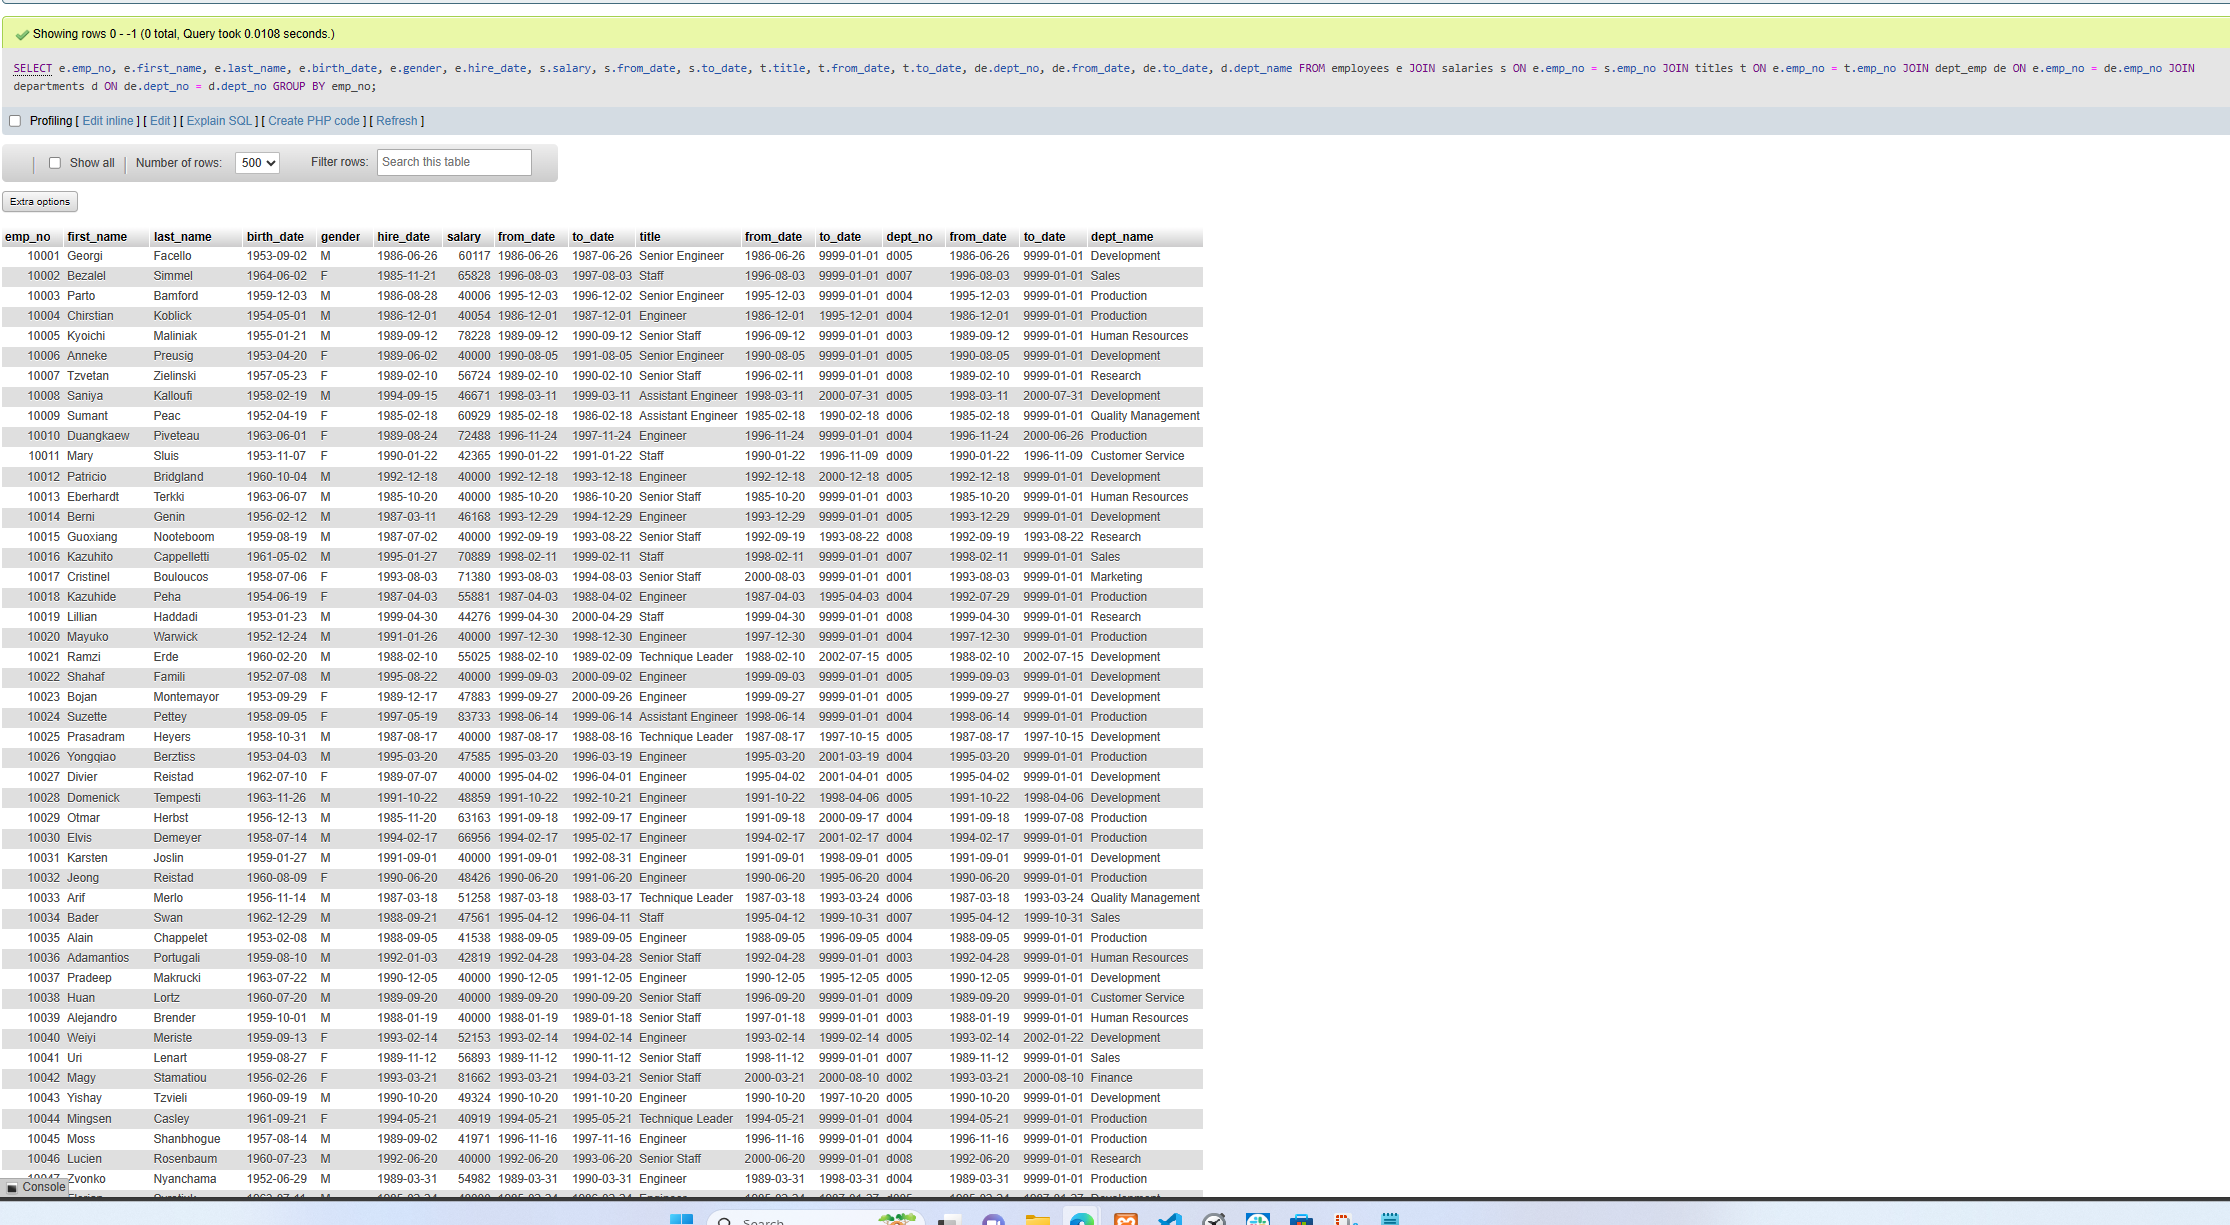 Showing rows 0 - -1 (0 total, Query took 0.0108 seconds.)
SELECT e.emp_no, e.first_name, e.last_name, e.birth_date, e.gender, e.hire_date, s.salary, s.from_date, s.to_date, t.title, t.from_date, t.to_date, de.dept_no, de.from_date, de.to_date, d.dept_name FROM employees e JOIN salaries s ON e.emp_no = s.emp_no JOIN titles t ON e.emp_no = t.emp_no JOIN dept_emp de ON e.emp_no = de.emp_no JOIN
departments d ON de.dept_no = d.dept_no GROUP BY emp_no;
Profiling [ Edit inline ] [ Edit ] [ Explain SQL ] [ Create PHP code ] [ Refresh ]
Show all Number of rows: 500 Filter rows: Search this table
Extra options
emp_no first_name last_name birth_date gender hire_date salary from_date to_date title from_date to_date dept_no from_date to_date dept_name
10001 Georgi Facello 1953-09-02 M 1986-06-26 60117 1986-06-26 1987-06-26 Senior Engineer 1986-06-26 9999-01-01 d005 1986-06-26 9999-01-01 Development
10002 Bezalel Simmel 1964-06-02 F 1985-11-21 65828 1996-08-03 1997-08-03 Staff 1996-08-03 9999-01-01 d007 1996-08-03 9999-01-01 Sales
10003 Parto Bamford 1959-12-03 M 1986-08-28 40006 1995-12-03 1996-12-02 Senior Engineer 1995-12-03 9999-01-01 d004 1995-12-03 9999-01-01 Production
10004 Chirstian Koblick 1954-05-01 M 1986-12-01 40054 1986-12-01 1987-12-01 Engineer 1986-12-01 1995-12-01 d004 1986-12-01 9999-01-01 Production
10005 Kyoichi Maliniak 1955-01-21 M 1989-09-12 78228 1989-09-12 1990-09-12 Senior Staff 1996-09-12 9999-01-01 d003 1989-09-12 9999-01-01 Human Resources
10006 Anneke Preusig 1953-04-20 F 1989-06-02 40000 1990-08-05 1991-08-05 Senior Engineer 1990-08-05 9999-01-01 d005 1990-08-05 9999-01-01 Development
10007 Tzvetan Zielinski 1957-05-23 F 1989-02-10 56724 1989-02-10 1990-02-10 Senior Staff 1996-02-11 9999-01-01 d008 1989-02-10 9999-01-01 Research
10008 Saniya Kalloufi 1958-02-19 M 1994-09-15 46671 1998-03-11 1999-03-11 Assistant Engineer 1998-03-11 2000-07-31 d005 1998-03-11 2000-07-31 Development
10009 Sumant Peac 1952-04-19 F 1985-02-18 60929 1985-02-18 1986-02-18 Assistant Engineer 1985-02-18 1990-02-18 d006 1985-02-18 9999-01-01 Quality Management
10010 Duangkaew Piveteau 1963-06-01 F 1989-08-24 72488 1996-11-24 1997-11-24 Engineer 1996-11-24 9999-01-01 d004 1996-11-24 2000-06-26 Production
10011 Mary Sluis 1953-11-07 F 1990-01-22 42365 1990-01-22 1991-01-22 Staff 1990-01-22 1996-11-09 d009 1990-01-22 1996-11-09 Customer Service
10012 Patricio Bridgland 1960-10-04 M 1992-12-18 40000 1992-12-18 1993-12-18 Engineer 1992-12-18 2000-12-18 d005 1992-12-18 9999-01-01 Development
10013 Eberhardt Terkki 1963-06-07 M 1985-10-20 40000 1985-10-20 1986-10-20 Senior Staff 1985-10-20 9999-01-01 d003 1985-10-20 9999-01-01 Human Resources
10014 Berni Genin 1956-02-12 M 1987-03-11 46168 1993-12-29 1994-12-29 Engineer 1993-12-29 9999-01-01 d005 1993-12-29 9999-01-01 Development
10015 Guoxiang Nooteboom 1959-08-19 M 1987-07-02 40000 1992-09-19 1993-08-22 Senior Staff 1992-09-19 1993-08-22 d008 1992-09-19 1993-08-22 Research
10016 Kazuhito Cappelletti 1961-05-02 M 1995-01-27 70889 1998-02-11 1999-02-11 Staff 1998-02-11 9999-01-01 d007 1998-02-11 9999-01-01 Sales
10017 Cristinel Bouloucos 1958-07-06 F 1993-08-03 71380 1993-08-03 1994-08-03 Senior Staff 2000-08-03 9999-01-01 d001 1993-08-03 9999-01-01 Marketing
10018 Kazuhide Peha 1954-06-19 F 1987-04-03 55881 1987-04-03 1988-04-02 Engineer 1987-04-03 1995-04-03 d004 1992-07-29 9999-01-01 Production
10019 Lillian Haddadi 1953-01-23 M 1999-04-30 44276 1999-04-30 2000-04-29 Staff 1999-04-30 9999-01-01 d008 1999-04-30 9999-01-01 Research
10020 Mayuko Warwick 1952-12-24 M 1991-01-26 40000 1997-12-30 1998-12-30 Engineer 1997-12-30 9999-01-01 d004 1997-12-30 9999-01-01 Production
10021 Ramzi Erde 1960-02-20 M 1988-02-10 55025 1988-02-10 1989-02-09 Technique Leader 1988-02-10 2002-07-15 d005 1988-02-10 2002-07-15 Development
10022 Shahaf Famili 1952-07-08 M 1995-08-22 40000 1999-09-03 2000-09-02 Engineer 1999-09-03 9999-01-01 d005 1999-09-03 9999-01-01 Development
10023 Bojan Montemayor 1953-09-29 F 1989-12-17 47883 1999-09-27 2000-09-26 Engineer 1999-09-27 9999-01-01 d005 1999-09-27 9999-01-01 Development
10024 Suzette Pettey 1958-09-05 F 1997-05-19 83733 1998-06-14 1999-06-14 Assistant Engineer 1998-06-14 9999-01-01 d004 1998-06-14 9999-01-01 Production
10025 Prasadram Heyers 1958-10-31 M 1987-08-17 40000 1987-08-17 1988-08-16 Technique Leader 1987-08-17 1997-10-15 d005 1987-08-17 1997-10-15 Development
10026 Yongqiao Berztiss 1953-04-03 M 1995-03-20 47585 1995-03-20 1996-03-19 Engineer 1995-03-20 2001-03-19 d004 1995-03-20 9999-01-01 Production
10027 Divier Reistad 1962-07-10 F 1989-07-07 40000 1995-04-02 1996-04-01 Engineer 1995-04-02 2001-04-01 d005 1995-04-02 9999-01-01 Development
10028 Domenick Tempesti 1963-11-26 M 1991-10-22 48859 1991-10-22 1992-10-21 Engineer 1991-10-22 1998-04-06 d005 1991-10-22 1998-04-06 Development
10029 Otmar Herbst 1956-12-13 M 1985-11-20 63163 1991-09-18 1992-09-17 Engineer 1991-09-18 2000-09-17 d004 1991-09-18 1999-07-08 Production
10030 Elvis Demeyer 1958-07-14 M 1994-02-17 66956 1994-02-17 1995-02-17 Engineer 1994-02-17 2001-02-17 d004 1994-02-17 9999-01-01 Production
10031 Karsten Joslin 1959-01-27 M 1991-09-01 40000 1991-09-01 1992-08-31 Engineer 1991-09-01 1998-09-01 d005 1991-09-01 9999-01-01 Development
10032 Jeong Reistad 1960-08-09 F 1990-06-20 48426 1990-06-20 1991-06-20 Engineer 1990-06-20 1995-06-20 d004 1990-06-20 9999-01-01 Production
10033 Arif Merlo 1956-11-14 M 1987-03-18 51258 1987-03-18 1988-03-17 Technique Leader 1987-03-18 1993-03-24 d006 1987-03-18 1993-03-24 Quality Management
10034 Bader Swan 1962-12-29 M 1988-09-21 47561 1995-04-12 1996-04-11 Staff 1995-04-12 1999-10-31 d007 1995-04-12 1999-10-31 Sales
10035 Alain Chappelet 1953-02-08 M 1988-09-05 41538 1988-09-05 1989-09-05 Engineer 1988-09-05 1996-09-05 d004 1988-09-05 9999-01-01 Production
10036 Adamantios Portugali 1959-08-10 M 1992-01-03 42819 1992-04-28 1993-04-28 Senior Staff 1992-04-28 9999-01-01 d003 1992-04-28 9999-01-01 Human Resources
10037 Pradeep Makrucki 1963-07-22 M 1990-12-05 40000 1990-12-05 1991-12-05 Engineer 1990-12-05 1995-12-05 d005 1990-12-05 9999-01-01 Development
10038 Huan Lortz 1960-07-20 M 1989-09-20 40000 1989-09-20 1990-09-20 Senior Staff 1996-09-20 9999-01-01 d009 1989-09-20 9999-01-01 Customer Service
10039 Alejandro Brender 1959-10-01 M 1988-01-19 40000 1988-01-19 1989-01-18 Senior Staff 1997-01-18 9999-01-01 d003 1988-01-19 9999-01-01 Human Resources
10040 Weiyi Meriste 1959-09-13 F 1993-02-14 52153 1993-02-14 1994-02-14 Engineer 1993-02-14 1999-02-14 d005 1993-02-14 2002-01-22 Development
10041 Uri Lenart 1959-08-27 F 1989-11-12 56893 1989-11-12 1990-11-12 Senior Staff 1998-11-12 9999-01-01 d007 1989-11-12 9999-01-01 Sales
10042 Magy Stamatiou 1956-02-26 F 1993-03-21 81662 1993-03-21 1994-03-21 Senior Staff 2000-03-21 2000-08-10 d002 1993-03-21 2000-08-10 Finance
10043 Yishay Tzvieli 1960-09-19 M 1990-10-20 49324 1990-10-20 1991-10-20 Engineer 1990-10-20 1997-10-20 d005 1990-10-20 9999-01-01 Development
10044 Mingsen Casley 1961-09-21 F 1994-05-21 40919 1994-05-21 1995-05-21 Technique Leader 1994-05-21 9999-01-01 d004 1994-05-21 9999-01-01 Production
10045 Moss Shanbhogue 1957-08-14 M 1989-09-02 41971 1996-11-16 1997-11-16 Engineer 1996-11-16 9999-01-01 d004 1996-11-16 9999-01-01 Production
10046 Lucien Rosenbaum 1960-07-23 M 1992-06-20 40000 1992-06-20 1993-06-20 Senior Staff 2000-06-20 9999-01-01 d008 1992-06-20 9999-01-01 Research
Zvonko Nyanchama 1952-06-29 M 1989-03-31 54982 1989-03-31 1990-03-31 Engineer 1989-03-31 1998-03-31 d004 1989-03-31 9999-01-01 Production
Console
Search